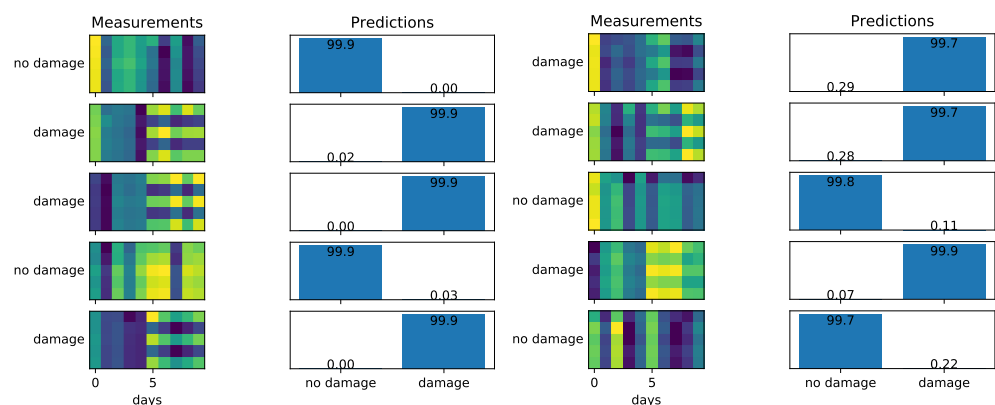 Measurements Predictions
no damage 99.9 0.00
damage 0.02 99.9
damage 0.00 99.9
no damage 99.9 0.03
damage 0.00 99.9
0 5 no damage damage
days
Measurements Predictions
damage 0.29 99.7
damage 0.28 99.7
no damage 99.8 0.11
damage 0.07 99.9
no damage 99.7 0.22
0 5 no damage damage
days